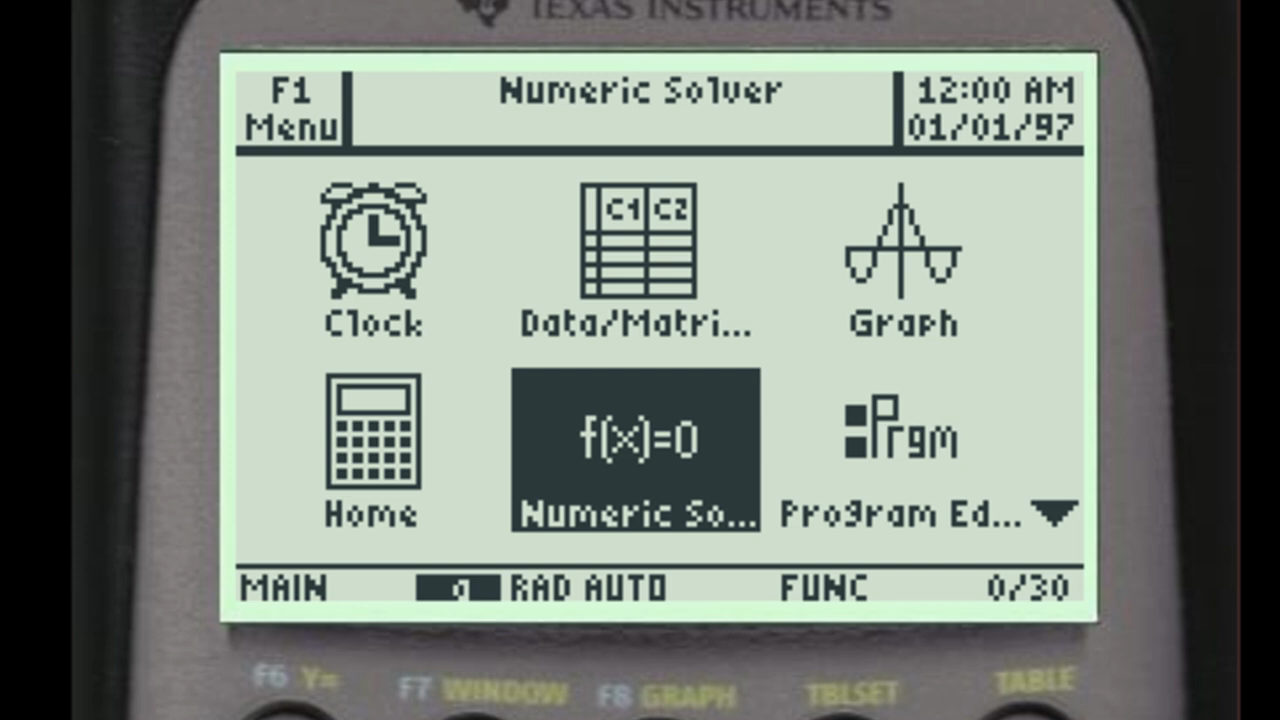 TEXAS INSTRUMENTS
F1 Numeric Solver 12:00 AM
Menu 01/01/97
C1 C2
Clock Data/Matri... Graph
f(x)=0 Prgm
Home Numeric So... Program Ed...
MAIN RAD AUTO FUNC 0/30
F6 Y= F7 WINDOW F8 GRAPH TBLSET TABLE